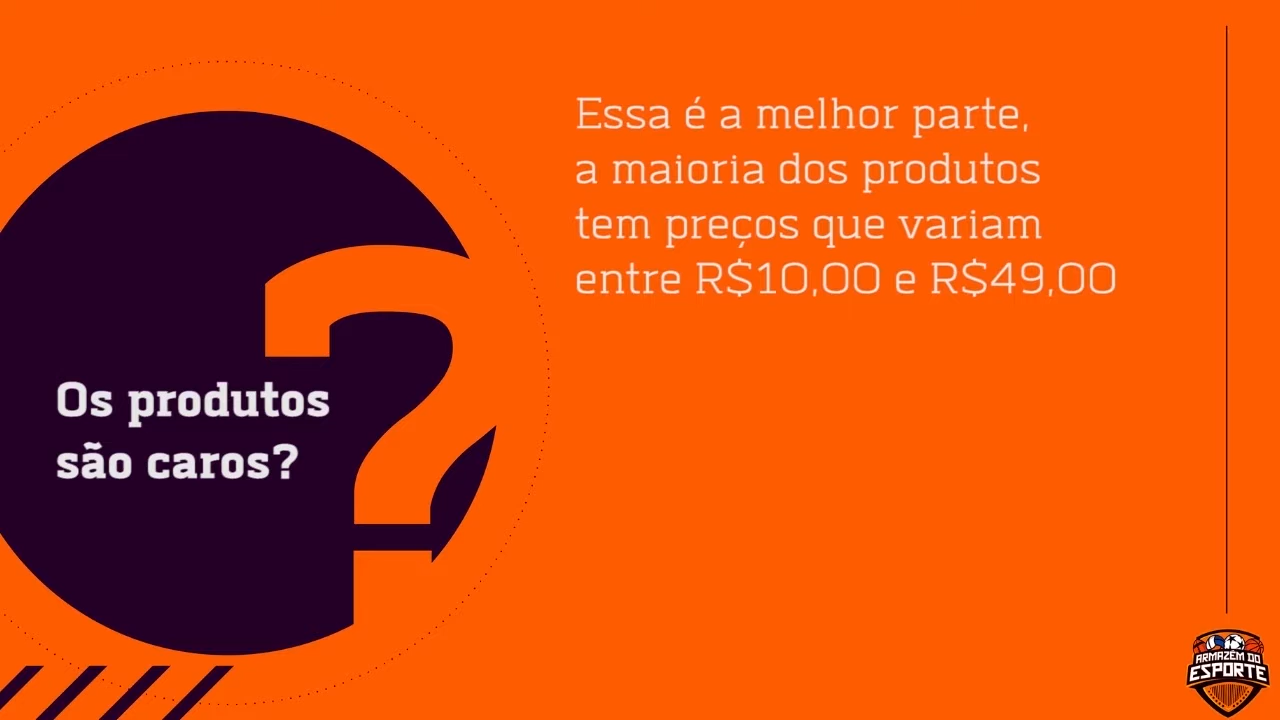 Os produtos
são caros?
Essa é a melhor parte,
a maioria dos produtos
tem preços que variam
entre R$10,00 e R$49,00
ARMAZÉM DO
ESPORTE